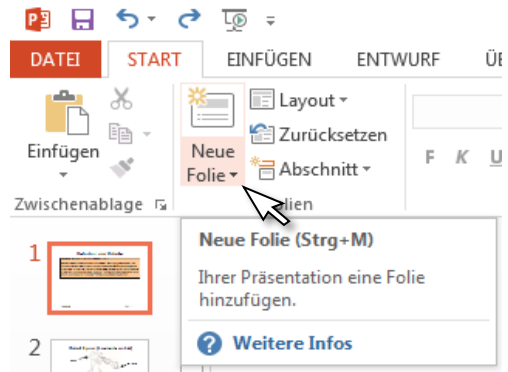 DATEI START EINFÜGEN ENTWURF ÜB
Einfügen
Neue
Folie
Layout
Zurücksetzen
Abschnitt
F K U
Zwischenablage
lien
1
Neue Folie (Strg+M)
Ihrer Präsentation eine Folie
hinzufügen.
? Weitere Infos
2